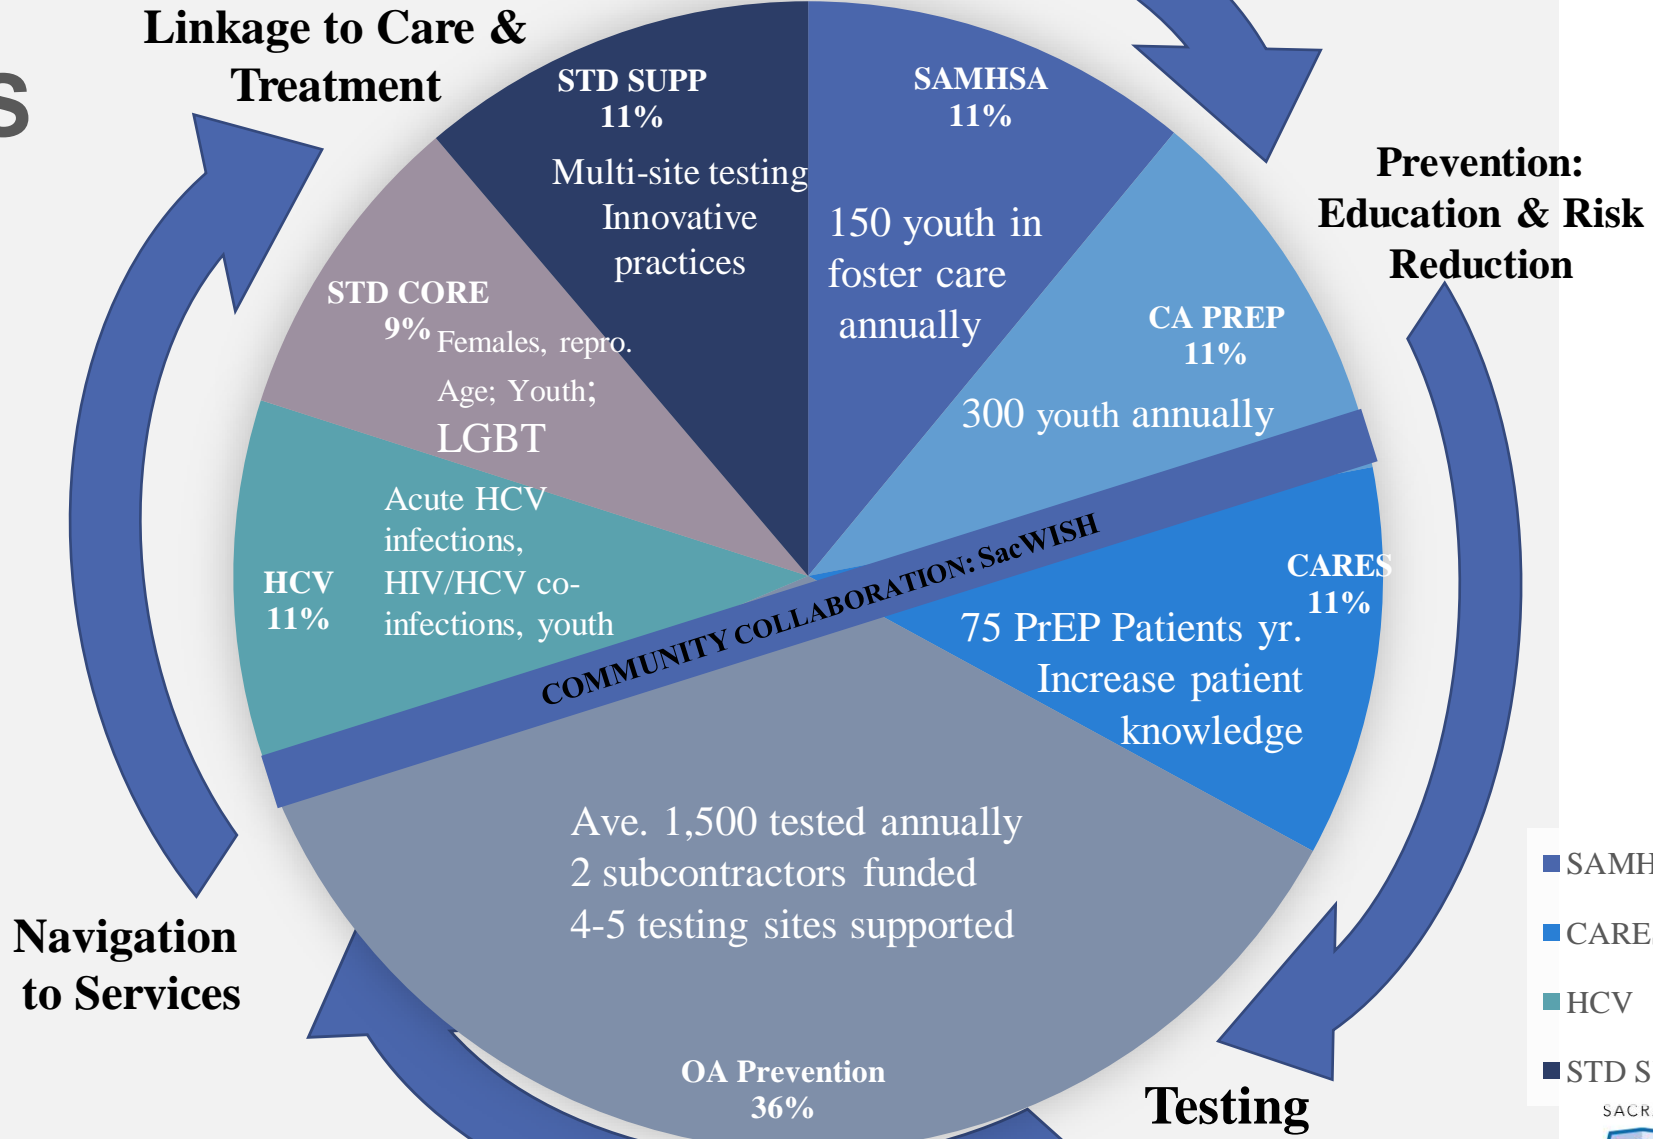 s
Linkage to Care &
Treatment
STD SUPP
11%
Multi-site testing
Innovative
practices
SAMHSA
11%
150 youth in
foster care
annually
Prevention:
Education & Risk
Reduction
CA PREP
11%
300 youth annually
STD CORE
9%
Females, repro.
Age; Youth;
LGBT
HCV
11%
Acute HCV
infections,
HIV/HCV co-
infections, youth
COMMUNITY COLLABORATION: SacWISH
CARES
11%
75 PrEP Patients yr.
Increase patient
knowledge
Ave. 1,500 tested annually
2 subcontractors funded
4-5 testing sites supported
OA Prevention
36%
Navigation
to Services
Testing
SAMH
CARE
HCV
STD S
SACR